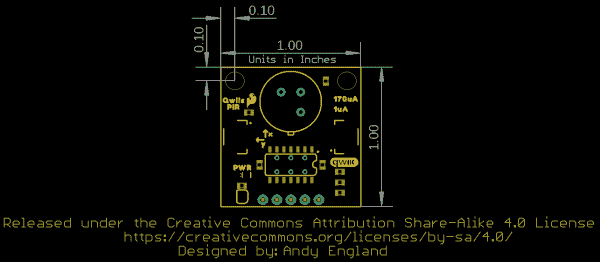 0.10
0.10
1.00
Units in Inches
Qwiic
PIR
170uA
1uA
x
y
1.00
PWR
qwiic
Released under the Creative Commons Attribution Share-Alike 4.0 License
https://creativecommons.org/licenses/by-sa/4.0/
Designed by: Andy England